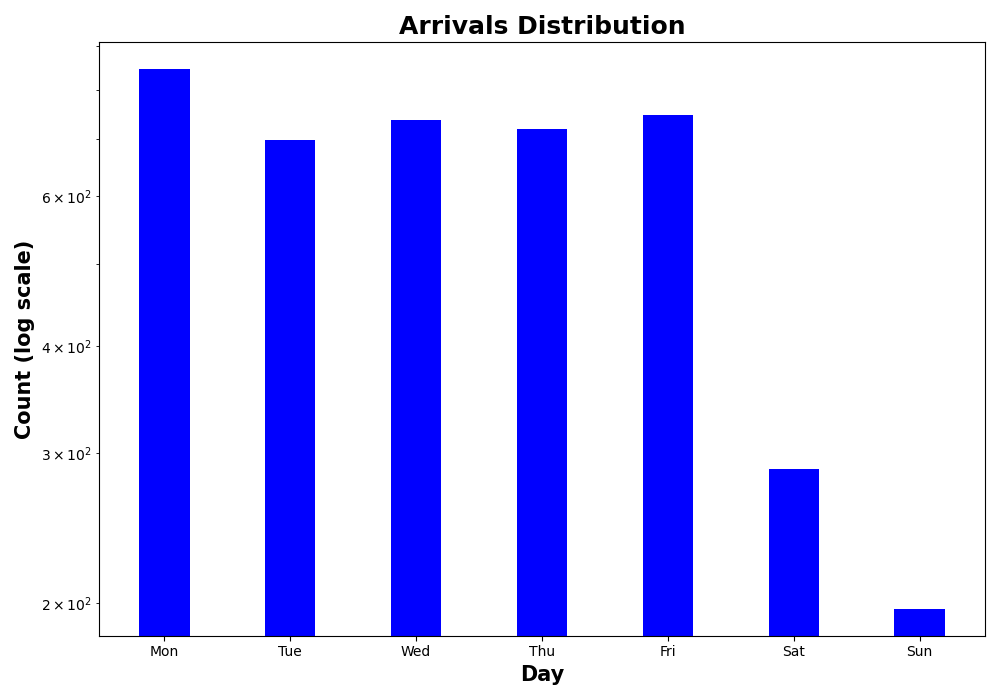 Arrivals Distribution
Count (log scale)
6 × 10²
4 × 10²
3 × 10²
2 × 10²
Mon Tue Wed Thu Fri Sat Sun
Day